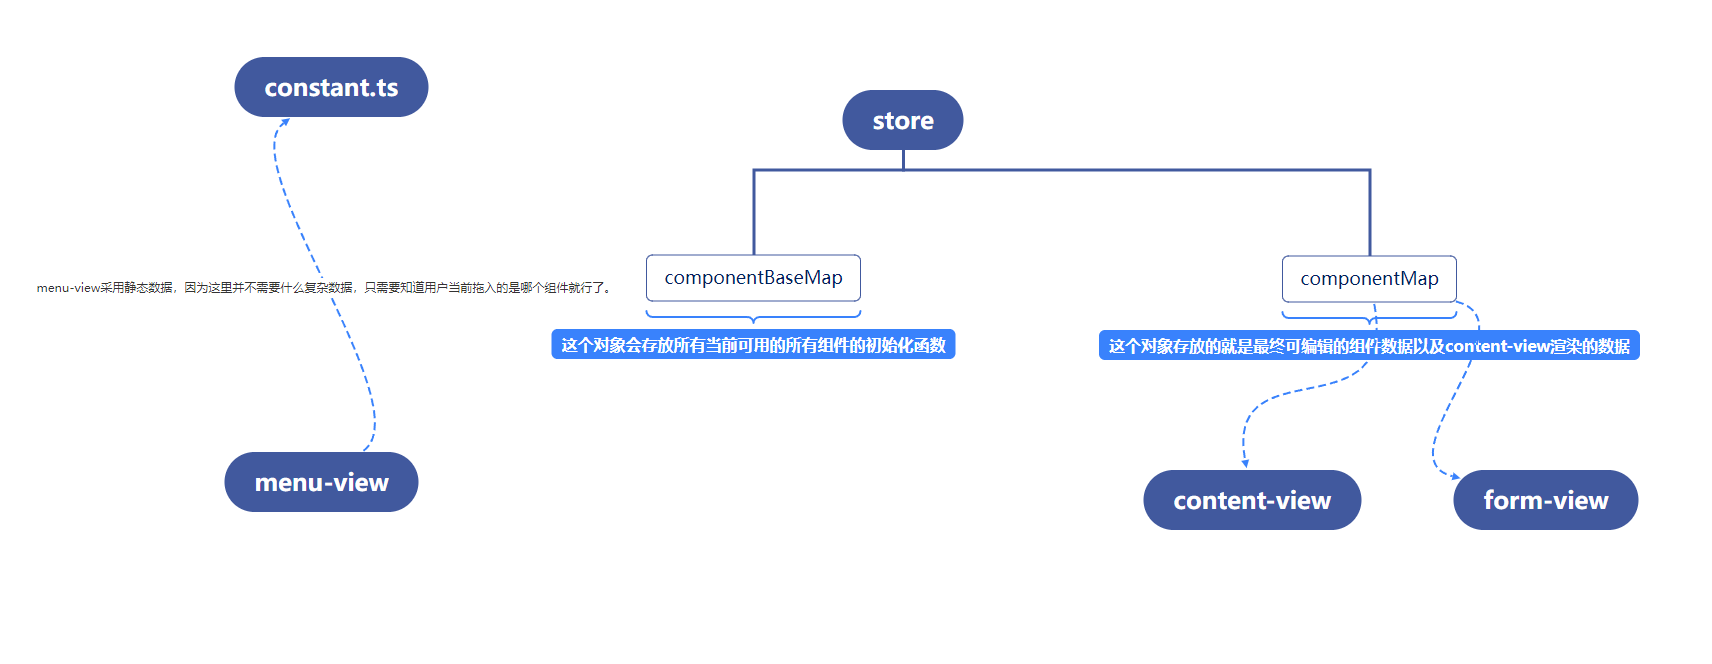 constant.ts
store
componentBaseMap
componentMap
menu-view采用静态数据，因为这里并不需要什么复杂数据，只需要知道用户当前拖入的是哪个组件就行了。
这个对象会存放所有当前可用的所有组件的初始化函数
这个对象存放的就是最终可编辑的组件数据以及content-view渲染的数据
menu-view
content-view
form-view